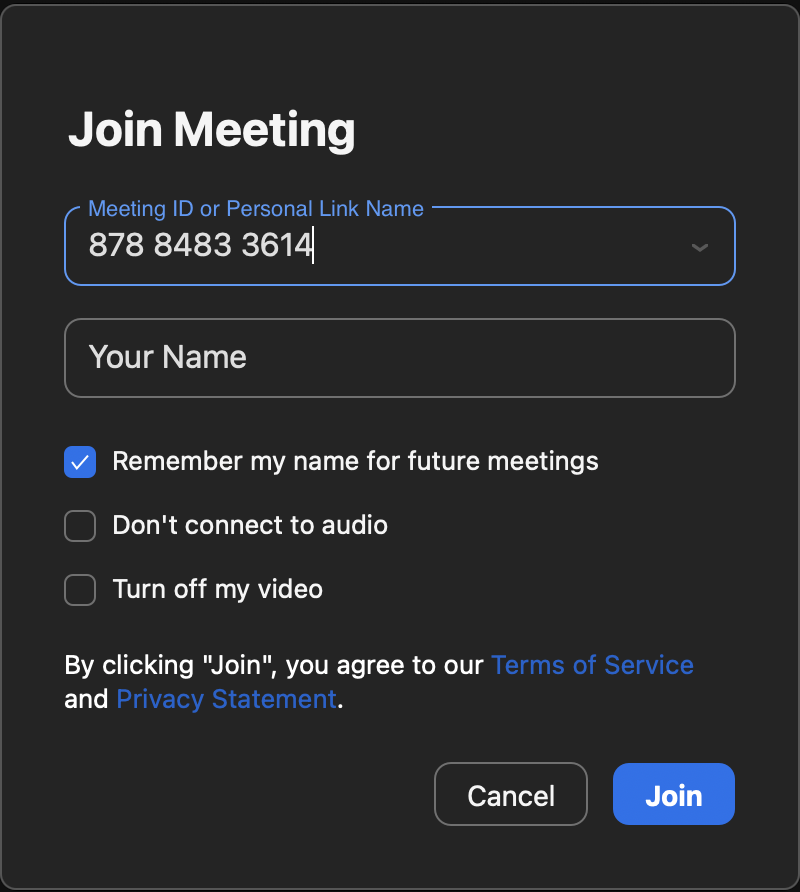 Join Meeting
Meeting ID or Personal Link Name
878 8483 3614
Your Name
Remember my name for future meetings
Don't connect to audio
Turn off my video
By clicking "Join", you agree to our Terms of Service
and Privacy Statement.
Cancel
Join